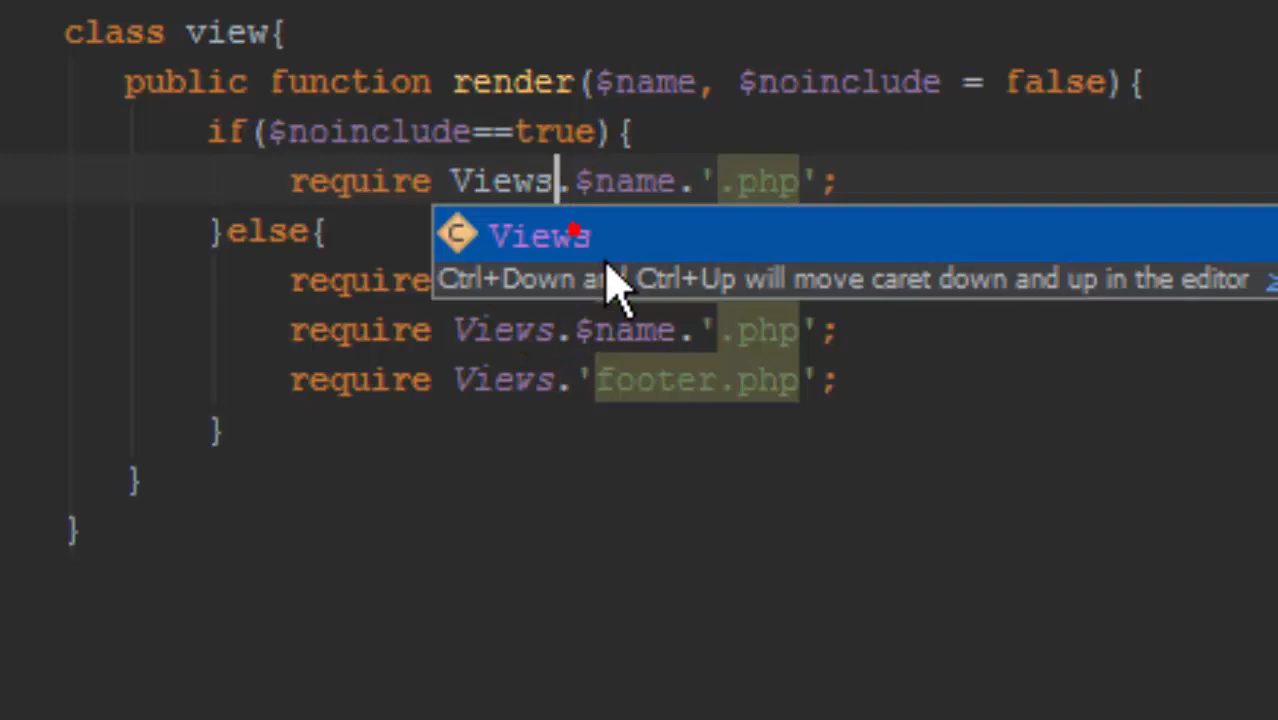 class view{
public function render($name, $noinclude = false){
if($noinclude==true){
require Views.$name.'.php';
}else{
C Views
require
Ctrl+Down and Ctrl+Up will move caret down and up in the editor
require Views.$name.'.php';
require Views.'footer.php';
}
}
}